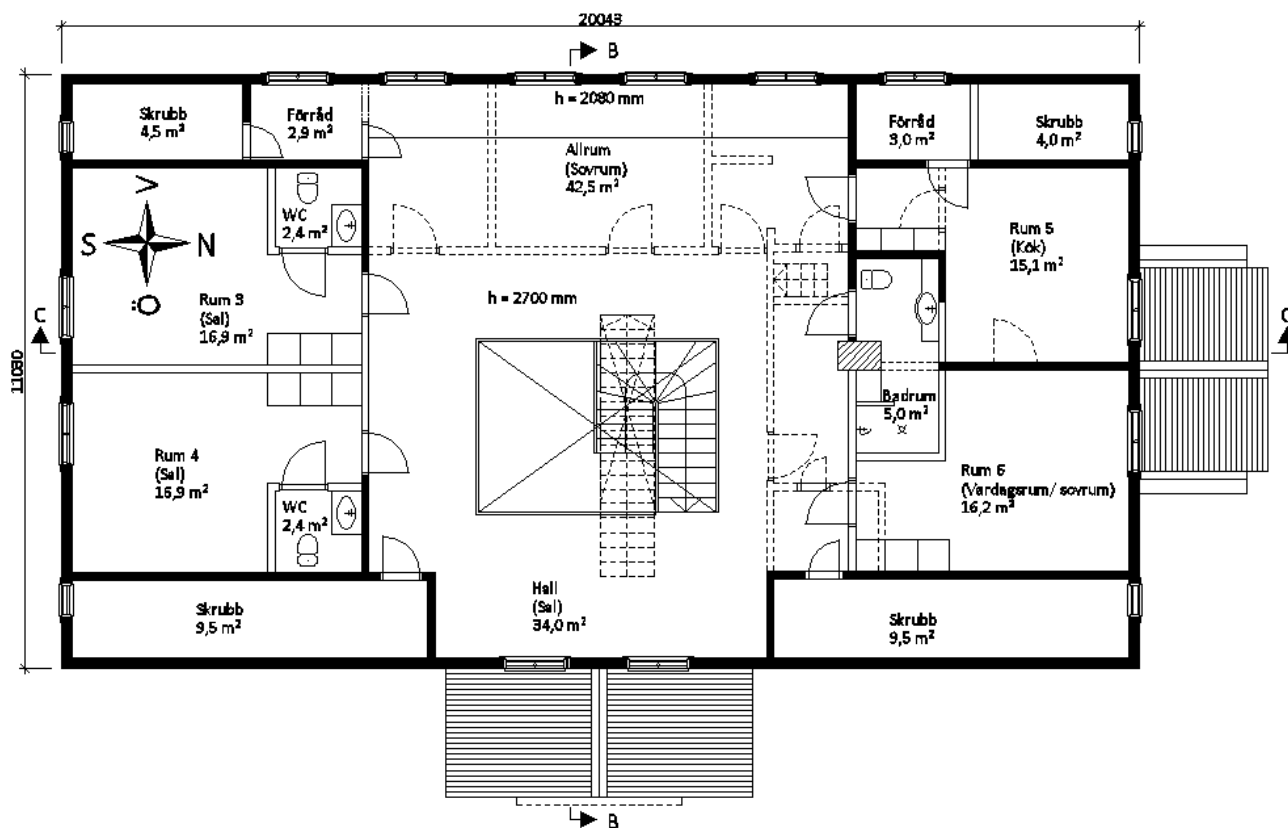 20043
B
h = 2080 mm
Skrubb
4,5 m²
Förråd
2,9 m²
Allrum
(Sovrum)
42,5 m²
Förråd
3,0 m²
Skrubb
4,0 m²
V
S N
Ö
WC
2,4 m²
Rum 3
(Sal)
16,9 m²
h = 2700 mm
Rum 5
(Kök)
15,1 m²
C
C
11080
Badrum
5,0 m²
Rum 4
(Sal)
16,9 m²
WC
2,4 m²
Rum 6
(Vardagsrum/ sovrum)
16,2 m²
Skrubb
9,5 m²
Hall
(Sal)
34,0 m²
Skrubb
9,5 m²
B